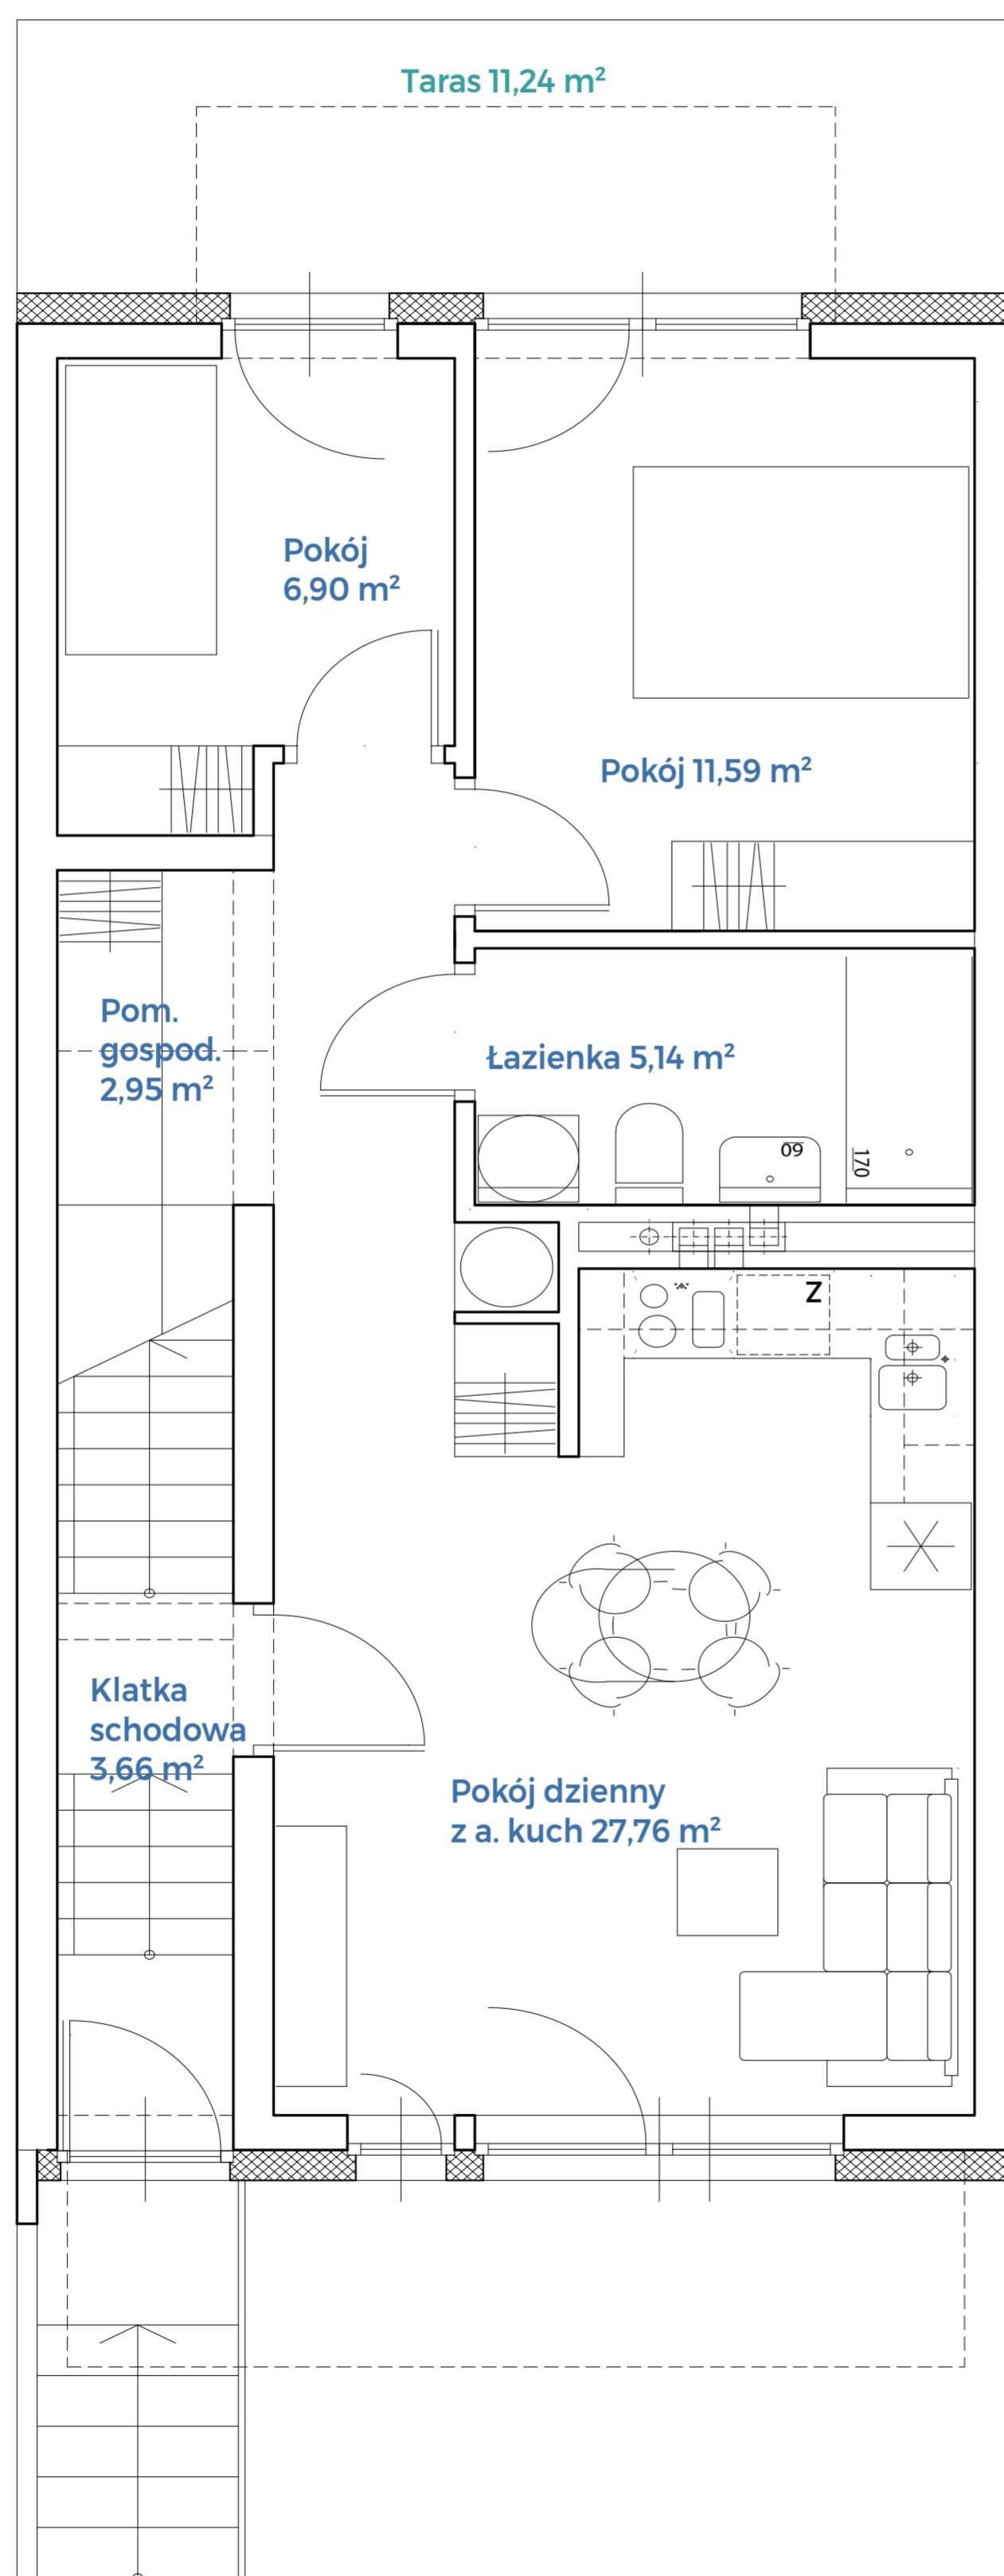 Taras 11,24 m²
Pokój
6,90 m²
Pokój 11,59 m²
Pom.
gospod.
2,95 m²
Łazienka 5,14 m²
60
170
Z
Klatka
schodowa
3,66 m²
Pokój dzienny
z a. kuch 27,76 m²